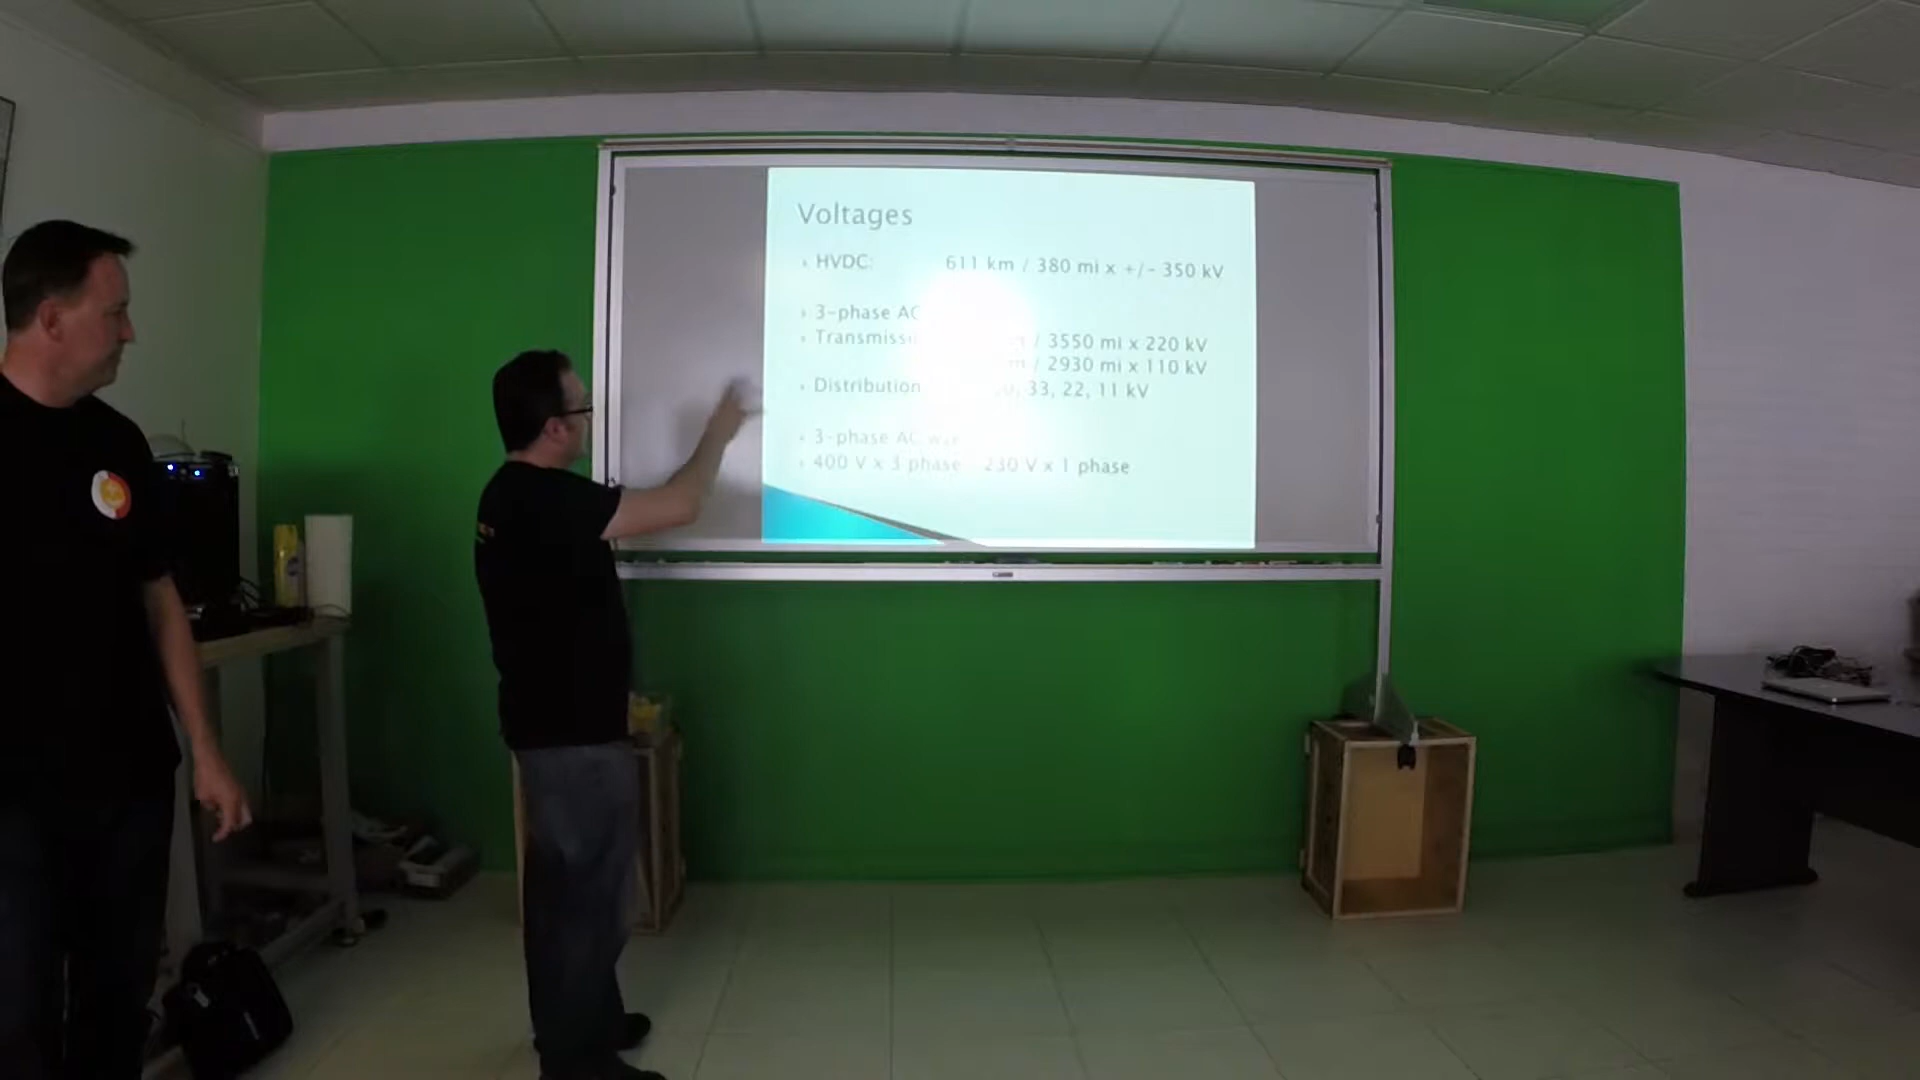 Voltages
HVDC: 611 km / 380 mi x +/- 350 kV
3-phase AC
/ 3550 mi x 220 kV
/ 2930 mi x 110 kV
Distribution 33, 22, 11 kV
3-phase AC
400 V x 3 phase 230 V x 1 phase